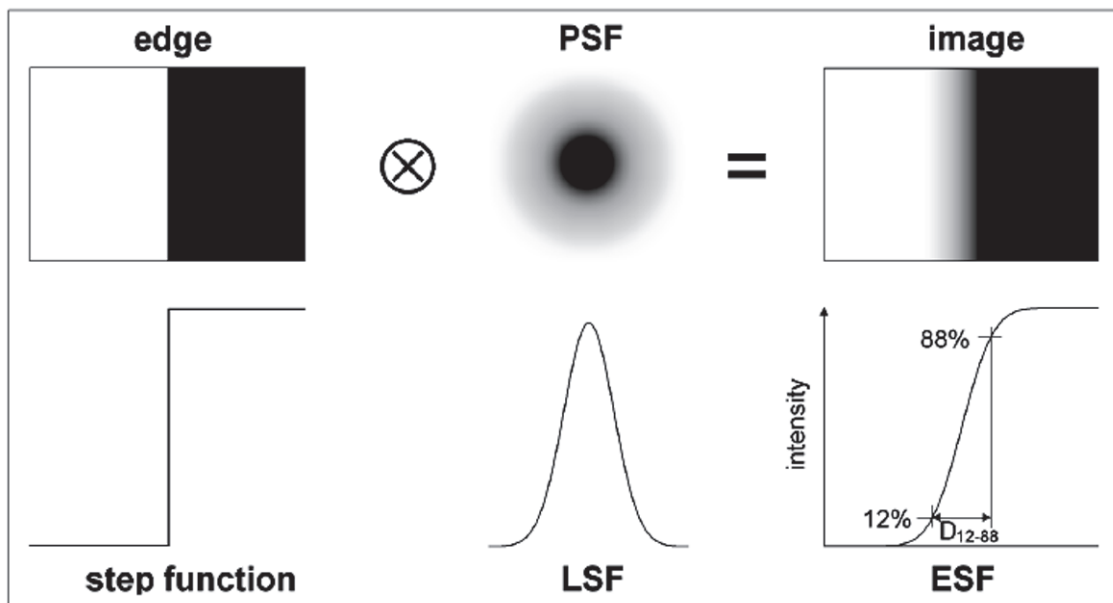 edge
PSF
image
⊗
=
88%
intensity
12%
D12-88
step function
LSF
ESF